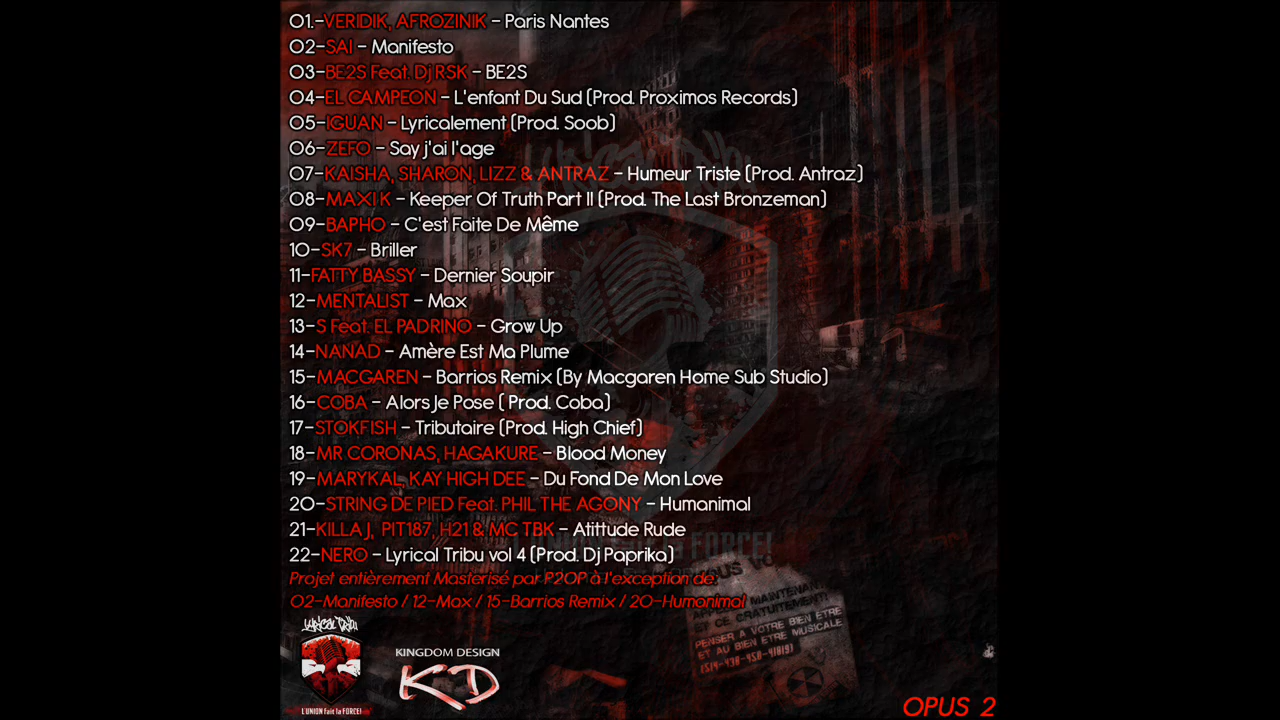 01.-VERIDIK, AFROZINIK - Paris Nantes
02-SAI - Manifesto
03-BE2S Feat. Dj RSK - BE2S
04-EL CAMPEON - L'enfant Du Sud (Prod. Proximos Records)
05-IGUAN - Lyricalement (Prod. Soob)
06-ZEFO - Say j'ai l'age
07-KAISHA, SHARON, LIZZ & ANTRAZ - Humeur Triste (Prod. Antraz)
08-MAXI K - Keeper Of Truth Part II (Prod. The Last Bronzeman)
09-BAPHO - C'est Faite De Même
10-SK7 - Briller
11-FATTY BASSY - Dernier Soupir
12-MENTALIST - Max
13-S Feat. EL PADRINO - Grow Up
14-NANAD - Amère Est Ma Plume
15-MACGAREN - Barrios Remix (By Macgaren Home Sub Studio)
16-COBA - Alors Je Pose ( Prod. Coba)
17-STOKFISH - Tributaire (Prod. High Chief)
18-MR CORONAS, HAGAKURE - Blood Money
19-MARYKAL, KAY HIGH DEE - Du Fond De Mon Love
20-STRING DE PIED Feat. PHIL THE AGONY - Humanimal
21-KILLA J, PIT187, H21 & MC TBK - Atittude Rude
22-NERO - Lyrical Tribu vol 4 (Prod. Dj Paprika)
Projet entièrement Masterisé par P2OP à l'exception de:
02-Manifesto / 12-Max / 15-Barrios Remix / 20-Humanimal
MAINTENANT
CE GRATUITEMENT!
PENSER A VOTRE BIEN ETRE
ET AU BIEN ETRE MUSICALE
LYRICAL TRIBU
L'UNION fait la FORCE!
KINGDOM DESIGN
KD
OPUS 2